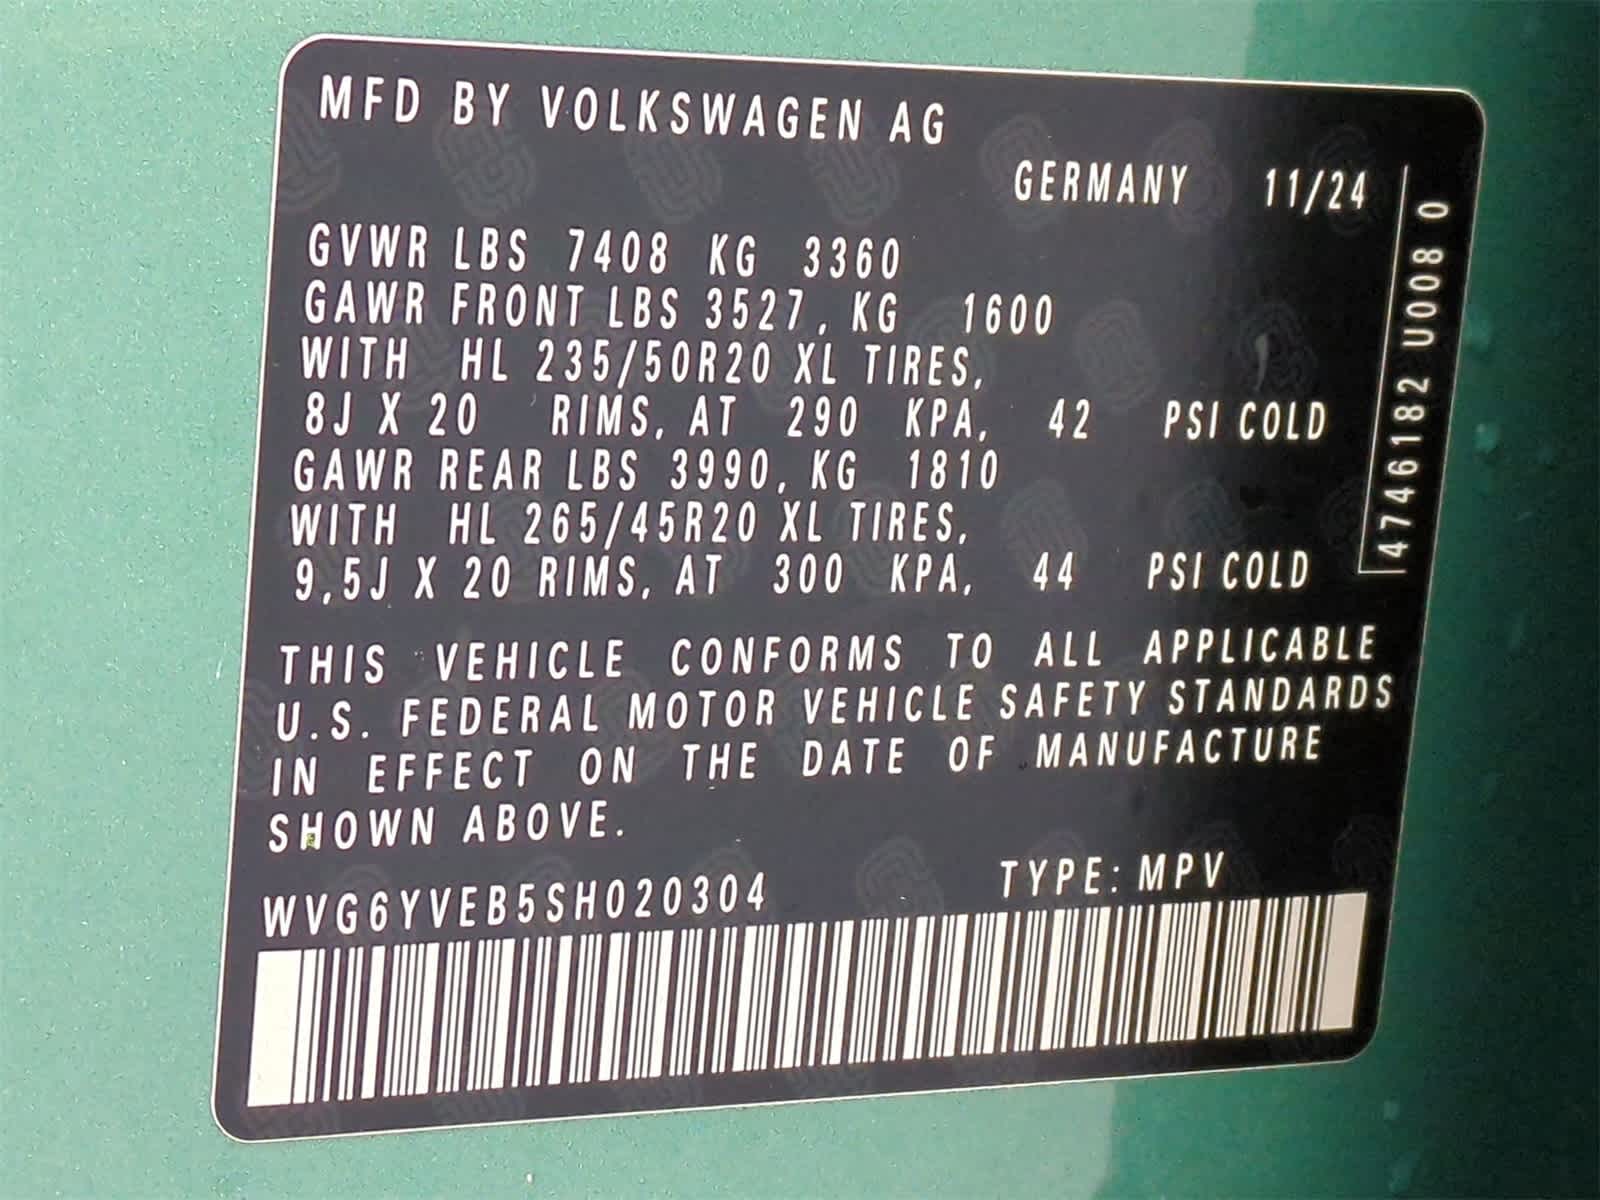 MFD BY VOLKSWAGEN AG
GERMANY 11/24
GVWR LBS 7408 KG 3360
GAWR FRONT LBS 3527, KG 1600
WITH HL 235/50R20 XL TIRES,
8J X 20 RIMS, AT 290 KPA, 42 PSI COLD
GAWR REAR LBS 3990, KG 1810
WITH HL 265/45R20 XL TIRES,
9,5J X 20 RIMS, AT 300 KPA, 44 PSI COLD
4746182 U008 0
THIS VEHICLE CONFORMS TO ALL APPLICABLE
U.S. FEDERAL MOTOR VEHICLE SAFETY STANDARDS
IN EFFECT ON THE DATE OF MANUFACTURE
SHOWN ABOVE.
WVG6YVEB5SH020304 TYPE: MPV